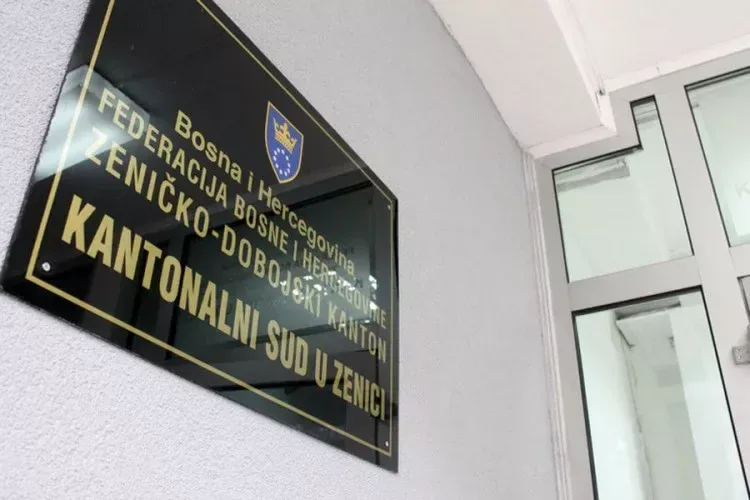 Bosna i Hercegovina
FEDERACIJA BOSNE I HERCEGOVINE
ZENIČKO-DOBOJSKI KANTON
KANTONALNI SUD U ZENICI